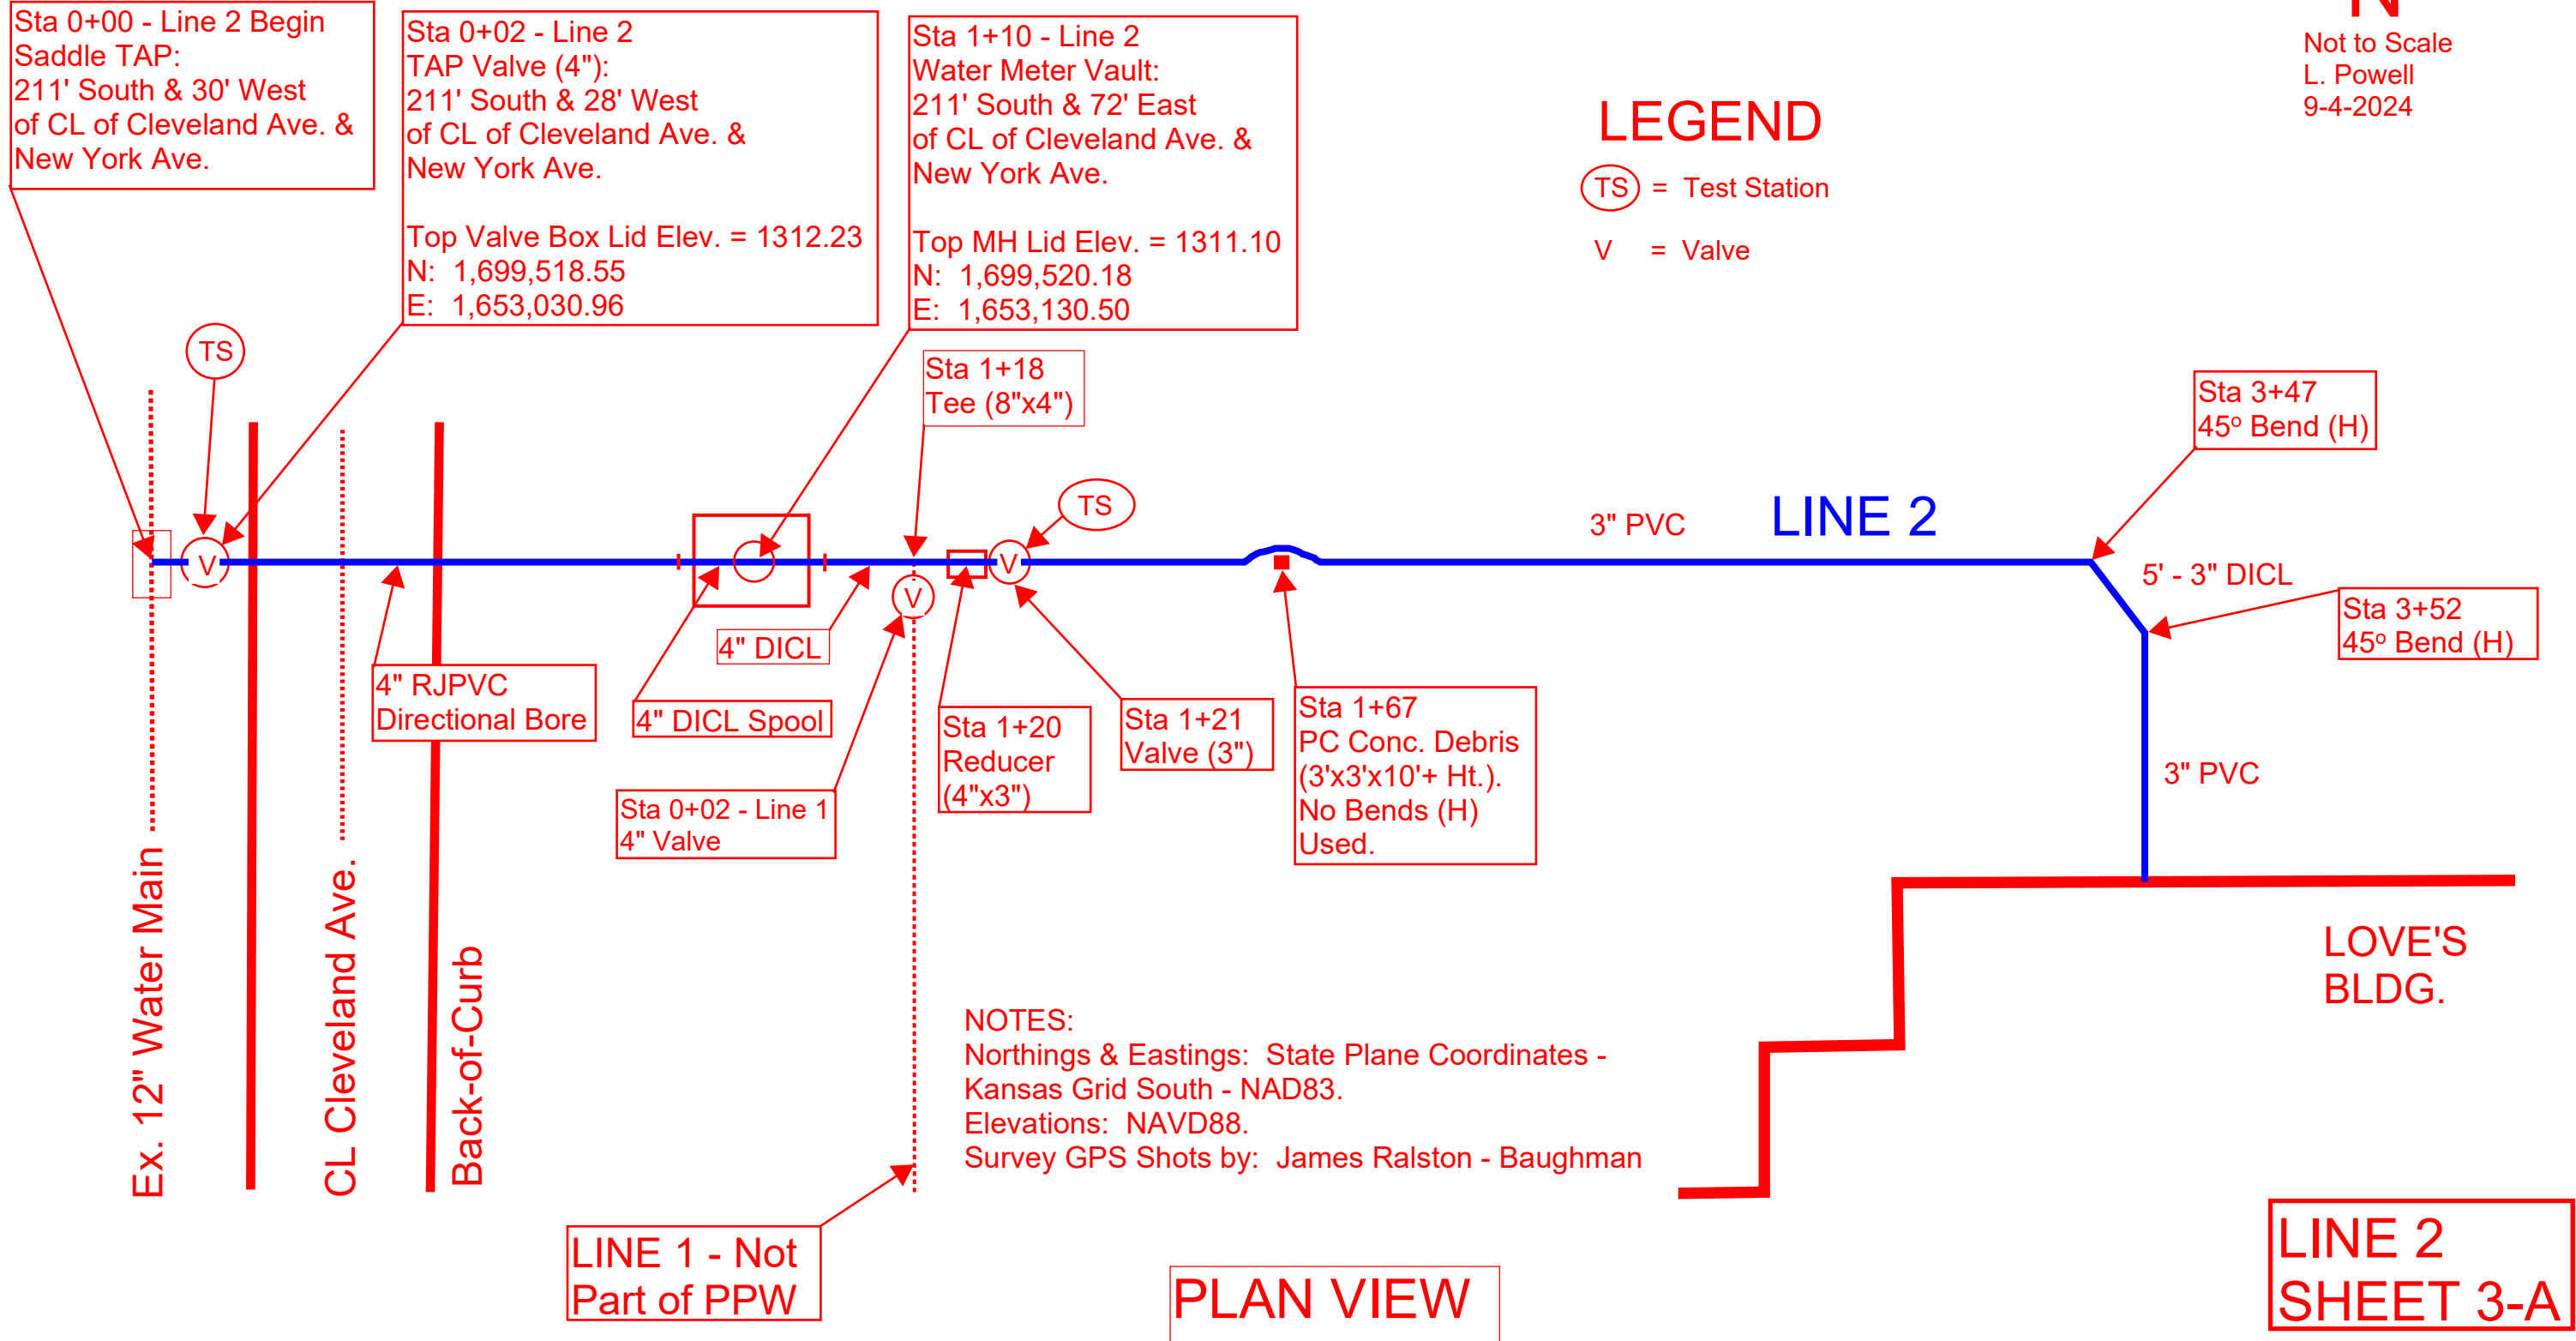 Sta 0+00 - Line 2 Begin
Saddle TAP:
211' South & 30' West
of CL of Cleveland Ave. &
New York Ave.
Sta 0+02 - Line 2
TAP Valve (4"):
211' South & 28' West
of CL of Cleveland Ave. &
New York Ave.
Top Valve Box Lid Elev. = 1312.23
N: 1,699,518.55
E: 1,653,030.96
Sta 1+10 - Line 2
Water Meter Vault:
211' South & 72' East
of CL of Cleveland Ave. &
New York Ave.
Top MH Lid Elev. = 1311.10
N: 1,699,520.18
E: 1,653,130.50
LEGEND
TS = Test Station
V = Valve
N
Not to Scale
L. Powell
9-4-2024
TS
Sta 1+18
Tee (8"x4")
Sta 3+47
45º Bend (H)
TS
3" PVC
LINE 2
V
V
V
5' - 3" DICL
Sta 3+52
45º Bend (H)
4" DICL
4" RJPVC
Directional Bore
4" DICL Spool
Sta 1+20
Reducer
(4"x3")
Sta 1+21
Valve (3")
Sta 1+67
PC Conc. Debris
(3'x3'x10'+ Ht.).
No Bends (H)
Used.
3" PVC
Sta 0+02 - Line 1
4" Valve
Ex. 12" Water Main
CL Cleveland Ave.
Back-of-Curb
LOVE'S
BLDG.
NOTES:
Northings & Eastings: State Plane Coordinates -
Kansas Grid South - NAD83.
Elevations: NAVD88.
Survey GPS Shots by: James Ralston - Baughman
LINE 1 - Not
Part of PPW
PLAN VIEW
LINE 2
SHEET 3-A